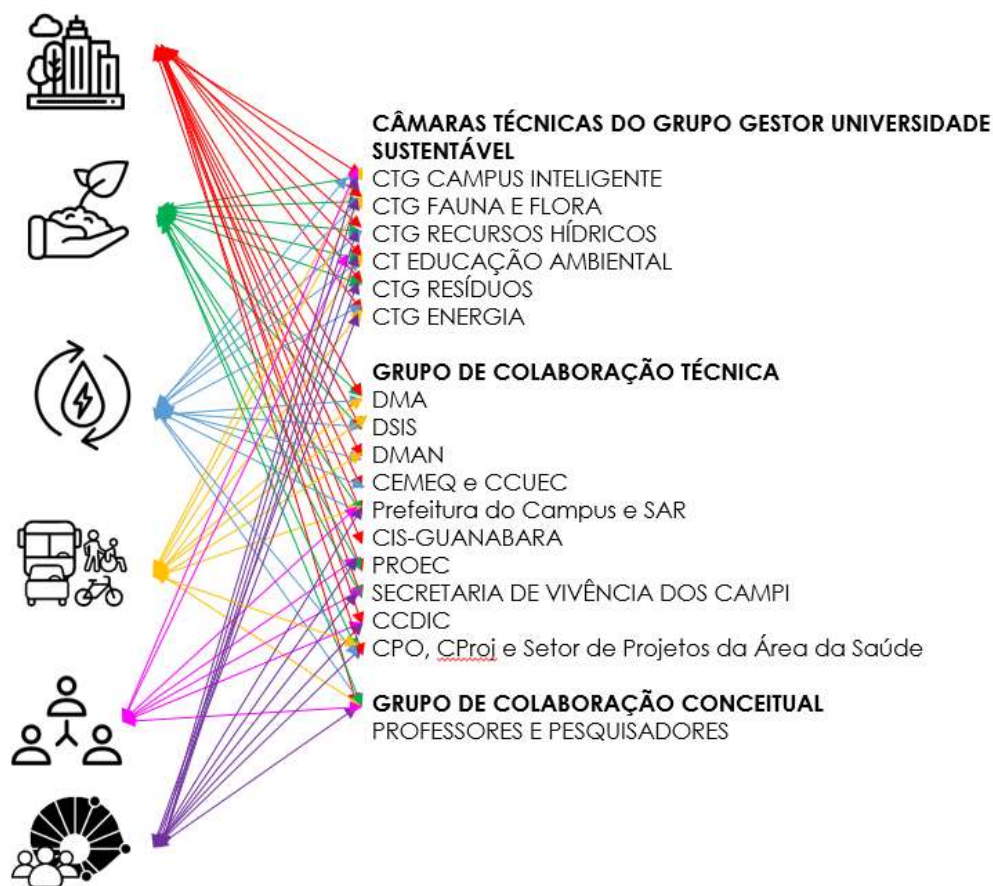 CÂMARAS TÉCNICAS DO GRUPO GESTOR UNIVERSIDADE
SUSTENTÁVEL
CTG CAMPUS INTELIGENTE
CTG FAUNA E FLORA
CTG RECURSOS HÍDRICOS
CT EDUCAÇÃO AMBIENTAL
CTG RESÍDUOS
CTG ENERGIA
GRUPO DE COLABORAÇÃO TÉCNICA
DMA
DSIS
DMAN
CEMEQ e CCUEC
Prefeitura do Campus e SAR
CIS-GUANABARA
PROEC
SECRETARIA DE VIVÊNCIA DOS CAMPI
CCDIC
CPO, CProj e Setor de Projetos da Área da Saúde
GRUPO DE COLABORAÇÃO CONCEITUAL
PROFESSORES E PESQUISADORES